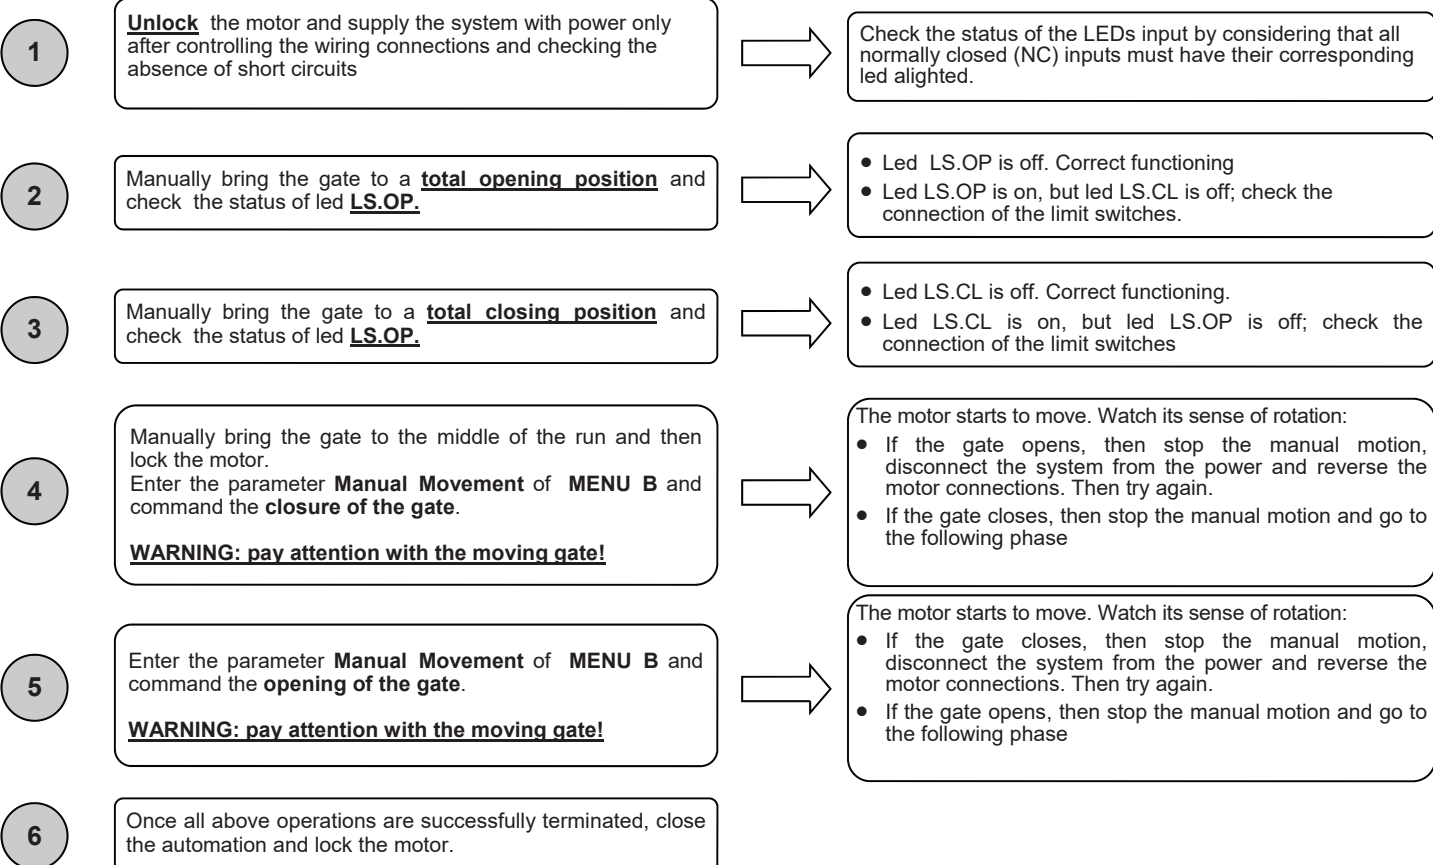 1
Unlock the motor and supply the system with power only
after controlling the wiring connections and checking the
absence of short circuits
Check the status of the LEDs input by considering that all
normally closed (NC) inputs must have their corresponding
led alighted.
2
Manually bring the gate to a total opening position and
check the status of led LS.OP.
• Led LS.OP is off. Correct functioning
• Led LS.OP is on, but led LS.CL is off; check the
connection of the limit switches.
3
Manually bring the gate to a total closing position and
check the status of led LS.OP.
• Led LS.CL is off. Correct functioning.
• Led LS.CL is on, but led LS.OP is off; check the
connection of the limit switches
4
Manually bring the gate to the middle of the run and then
lock the motor.
Enter the parameter Manual Movement of MENU B and
command the closure of the gate.
WARNING: pay attention with the moving gate!
The motor starts to move. Watch its sense of rotation:
• If the gate opens, then stop the manual motion,
disconnect the system from the power and reverse the
motor connections. Then try again.
• If the gate closes, then stop the manual motion and go to
the following phase
5
Enter the parameter Manual Movement of MENU B and
command the opening of the gate.
WARNING: pay attention with the moving gate!
The motor starts to move. Watch its sense of rotation:
• If the gate closes, then stop the manual motion,
disconnect the system from the power and reverse the
motor connections. Then try again.
• If the gate opens, then stop the manual motion and go to
the following phase
6
Once all above operations are successfully terminated, close
the automation and lock the motor.